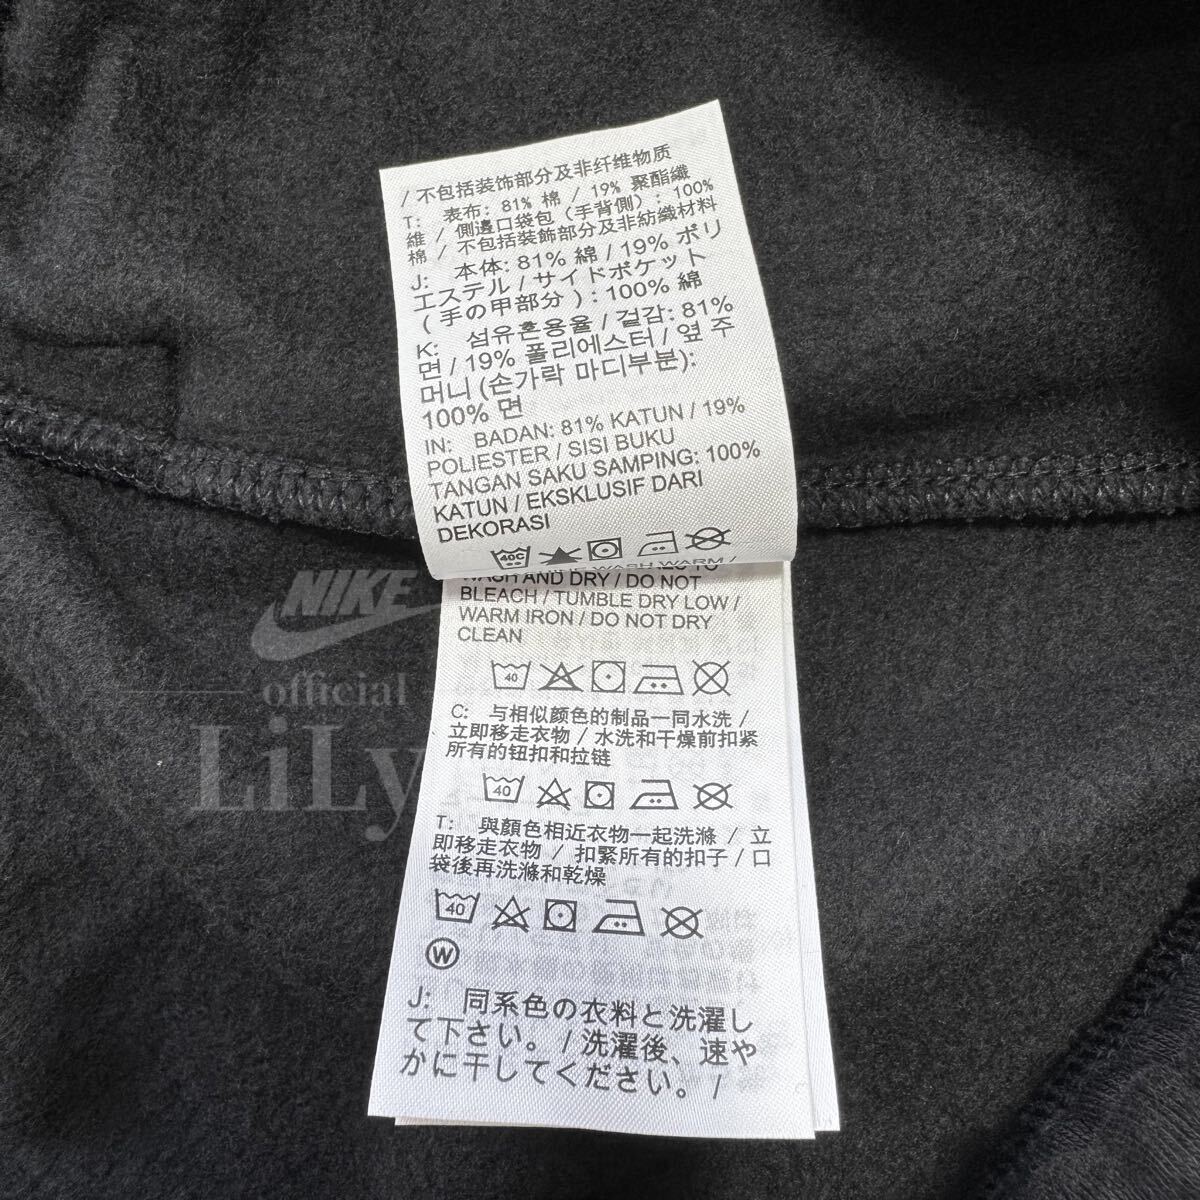 / 不包括装饰部分及非纤维物质
T: 表布: 81% 棉 / 19% 聚酯纖
維 / 側邊口袋包 (手背側) : 100%
棉 / 不包括裝飾部分及非紡織材料
J: 本体: 81% 綿 / 19% ポリ
エステル / サイドポケット
( 手の甲部分 ) : 100% 綿
K: 섬유혼용율 / 겉감: 81%
면 / 19% 폴리에스터 / 옆 주
머니 (손가락 마디부분):
100% 면
IN: BADAN: 81% KATUN / 19%
POLIESTER / SISI BUKU
TANGAN SAKU SAMPING: 100%
KATUN / EKSKLUSIF DARI
DEKORASI
40C
WASH AND DRY / DO NOT
BLEACH / TUMBLE DRY LOW /
WARM IRON / DO NOT DRY
CLEAN
40
C: 与相似颜色的制品一同水洗 /
立即移走衣物 / 水洗和干燥前扣紧
所有的钮扣和拉链
40
T: 與顏色相近衣物一起洗滌 / 立
即移走衣物 / 扣緊所有的扣子 / 口
袋後再洗滌和乾燥
40
W
J: 同系色の衣料と洗濯し
て下さい。 / 洗濯後、速や
かに干してください。 /
NIKE
official
LiLy